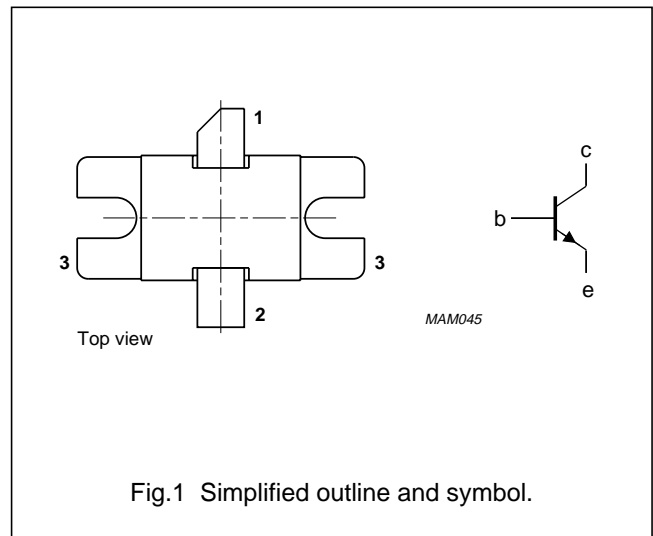 1
c
b
3
3
e
2
MAM045
Top view
Fig.1 Simplified outline and symbol.